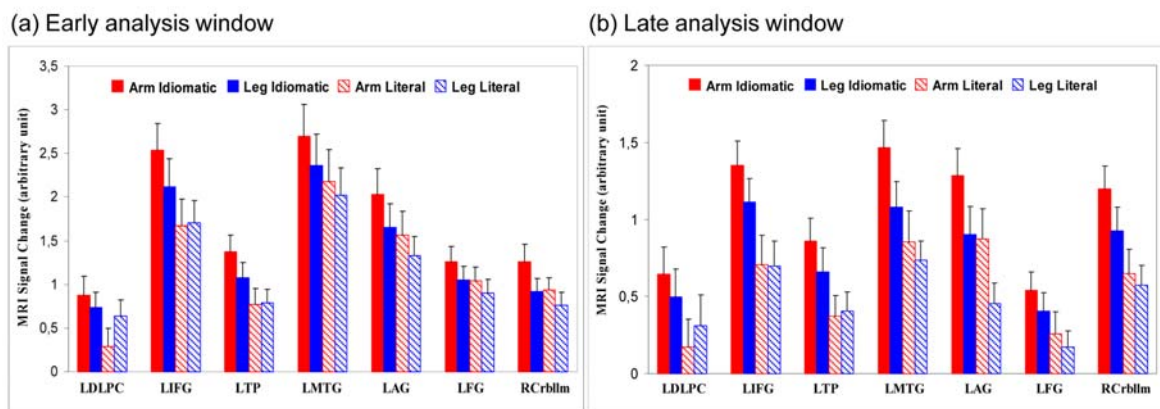 (a) Early analysis window
3,5
3
2,5
2
1,5
1
0,5
0
MRI Signal Change (arbitrary unit)
Arm Idiomatic Leg Idiomatic Arm Literal Leg Literal
LDLPC LIFG LTP LMTG LAG LFG RCrbllm
(b) Late analysis window
2
1,5
1
0,5
0
MRI Signal Change (arbitrary unit)
Arm Idiomatic Leg Idiomatic Arm Literal Leg Literal
LDLPC LIFG LTP LMTG LAG LFG RCrbllm